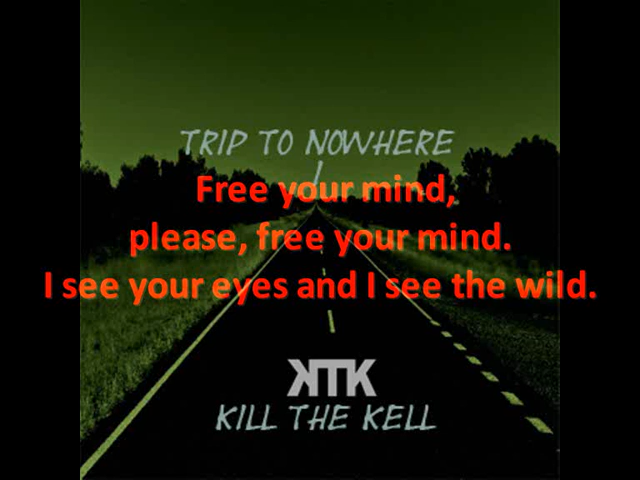 TRIP TO NOWHERE
Free your mind,
please, free your mind.
I see your eyes and I see the wild.
KTK
KILL THE KELL